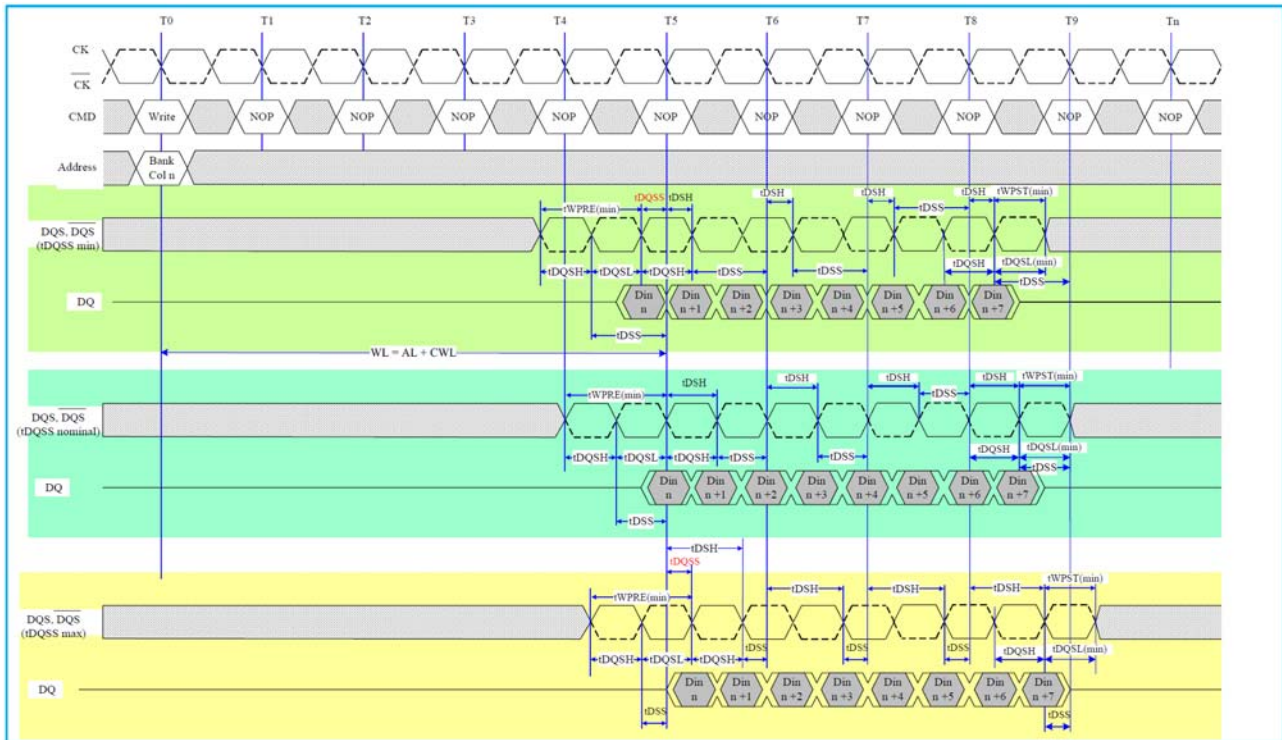 T0 T1 T2 T3 T4 T5 T6 T7 T8 T9 Tn
CK
CK
CMD Write NOP NOP NOP NOP NOP NOP NOP NOP NOP NOP
Address Bank
Col n
tDQSS tDSH tDSH tDSH tDSH tWPST(min)
tWPRE(min) tDSS
DQS, DQS
(tDQSS min)
tDQSH tDQSL tDQSH tDSS tDSS tDQSH tDQSL(min)
tDSS
DQ Din Din Din Din Din Din Din Din
n n +1 n +2 n +3 n +4 n +5 n +6 n +7
tDSS
WL = AL + CWL
tDSH tDSH tDSH tDSH tWPST(min)
tWPRE(min) tDSS
DQS, DQS
(tDQSS nominal)
tDQSH tDQSL tDQSH tDSS tDSS tDQSH tDQSL(min)
tDSS
DQ Din Din Din Din Din Din Din Din
n n +1 n +2 n +3 n +4 n +5 n +6 n +7
tDSS
tDSH
tDQSS
tDSH tDSH tDSH tWPST(min)
tWPRE(min)
DQS, DQS
(tDQSS max)
tDSS tDSS tDSS
tDQSH tDQSL tDQSH tDQSH tDQSL(min)
DQ Din Din Din Din Din Din Din Din
n n +1 n +2 n +3 n +4 n +5 n +6 n +7
tDSS tDSS